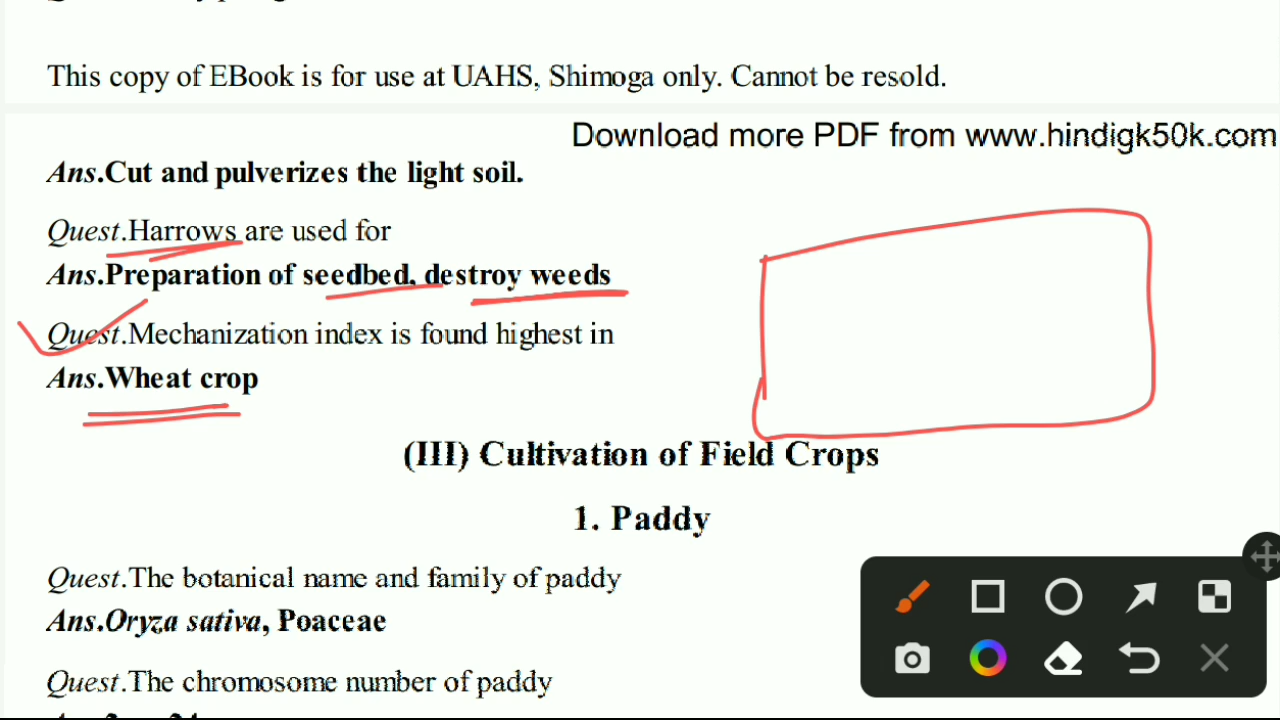 This copy of EBook is for use at UAHS, Shimoga only. Cannot be resold.
Download more PDF from www.hindigk50k.com
Ans.Cut and pulverizes the light soil.
Quest.Harrows are used for
Ans.Preparation of seedbed, destroy weeds
Quest.Mechanization index is found highest in
Ans.Wheat crop
(III) Cultivation of Field Crops
1. Paddy
Quest.The botanical name and family of paddy
Ans.Oryza sativa, Poaceae
Quest.The chromosome number of paddy